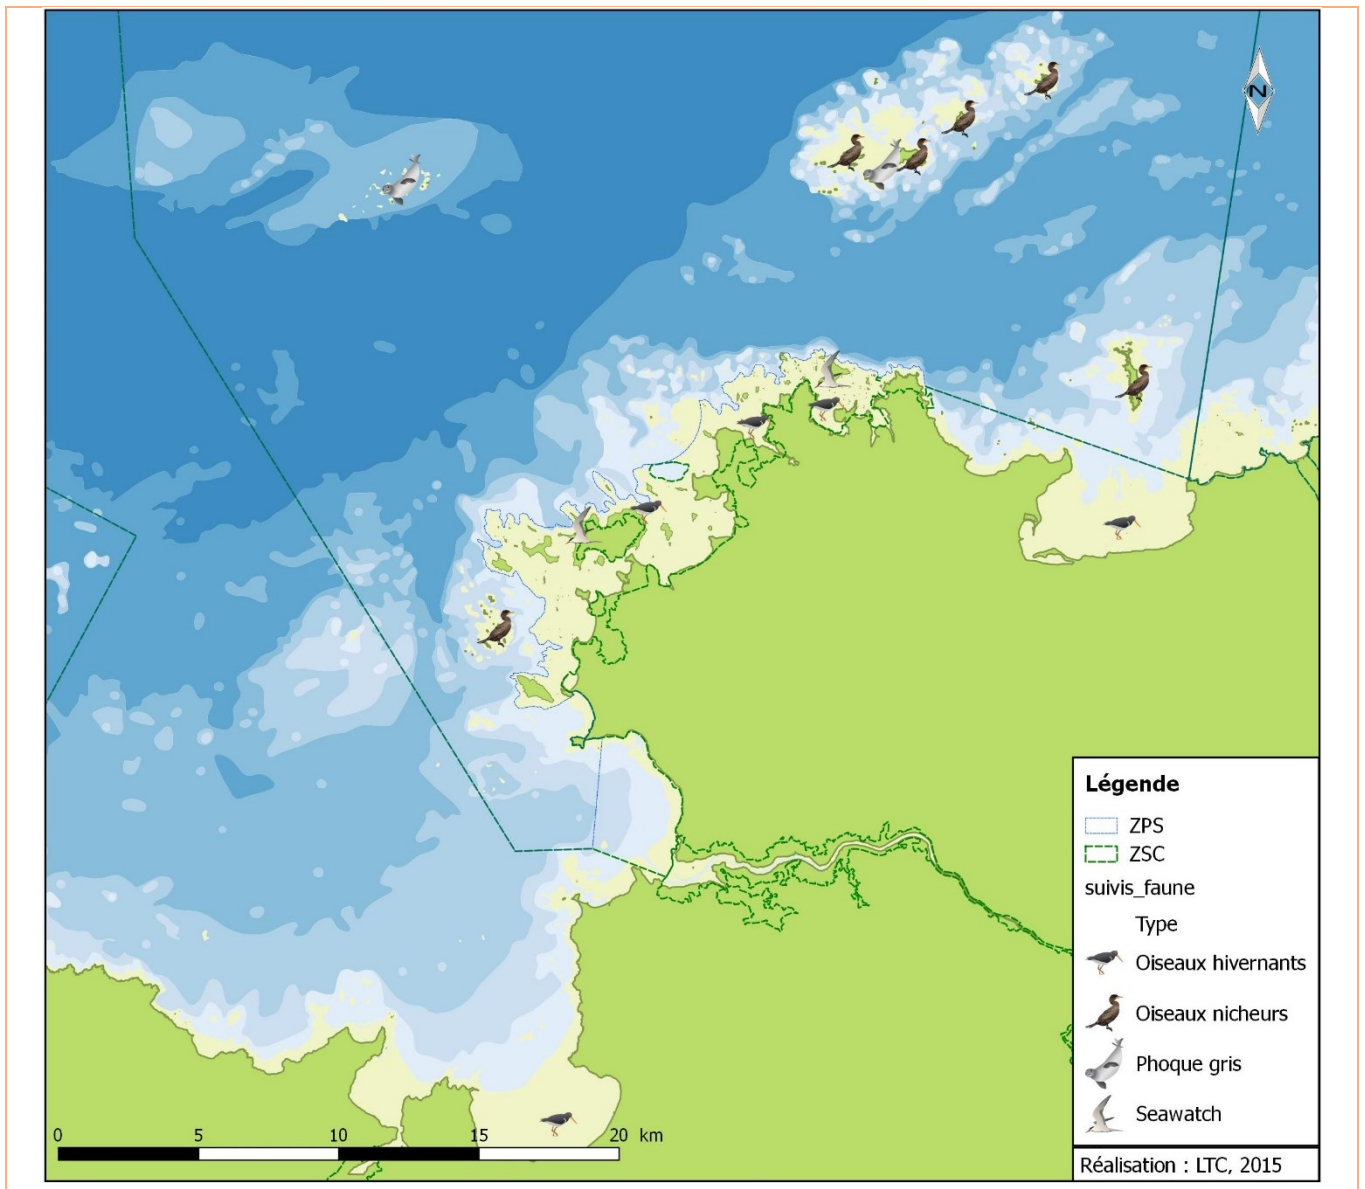 N
Légende
ZPS
ZSC
suivis_faune
Type
Oiseaux hivernants
Oiseaux nicheurs
Phoque gris
Seawatch
0 5 10 15 20 km
Réalisation : LTC, 2015